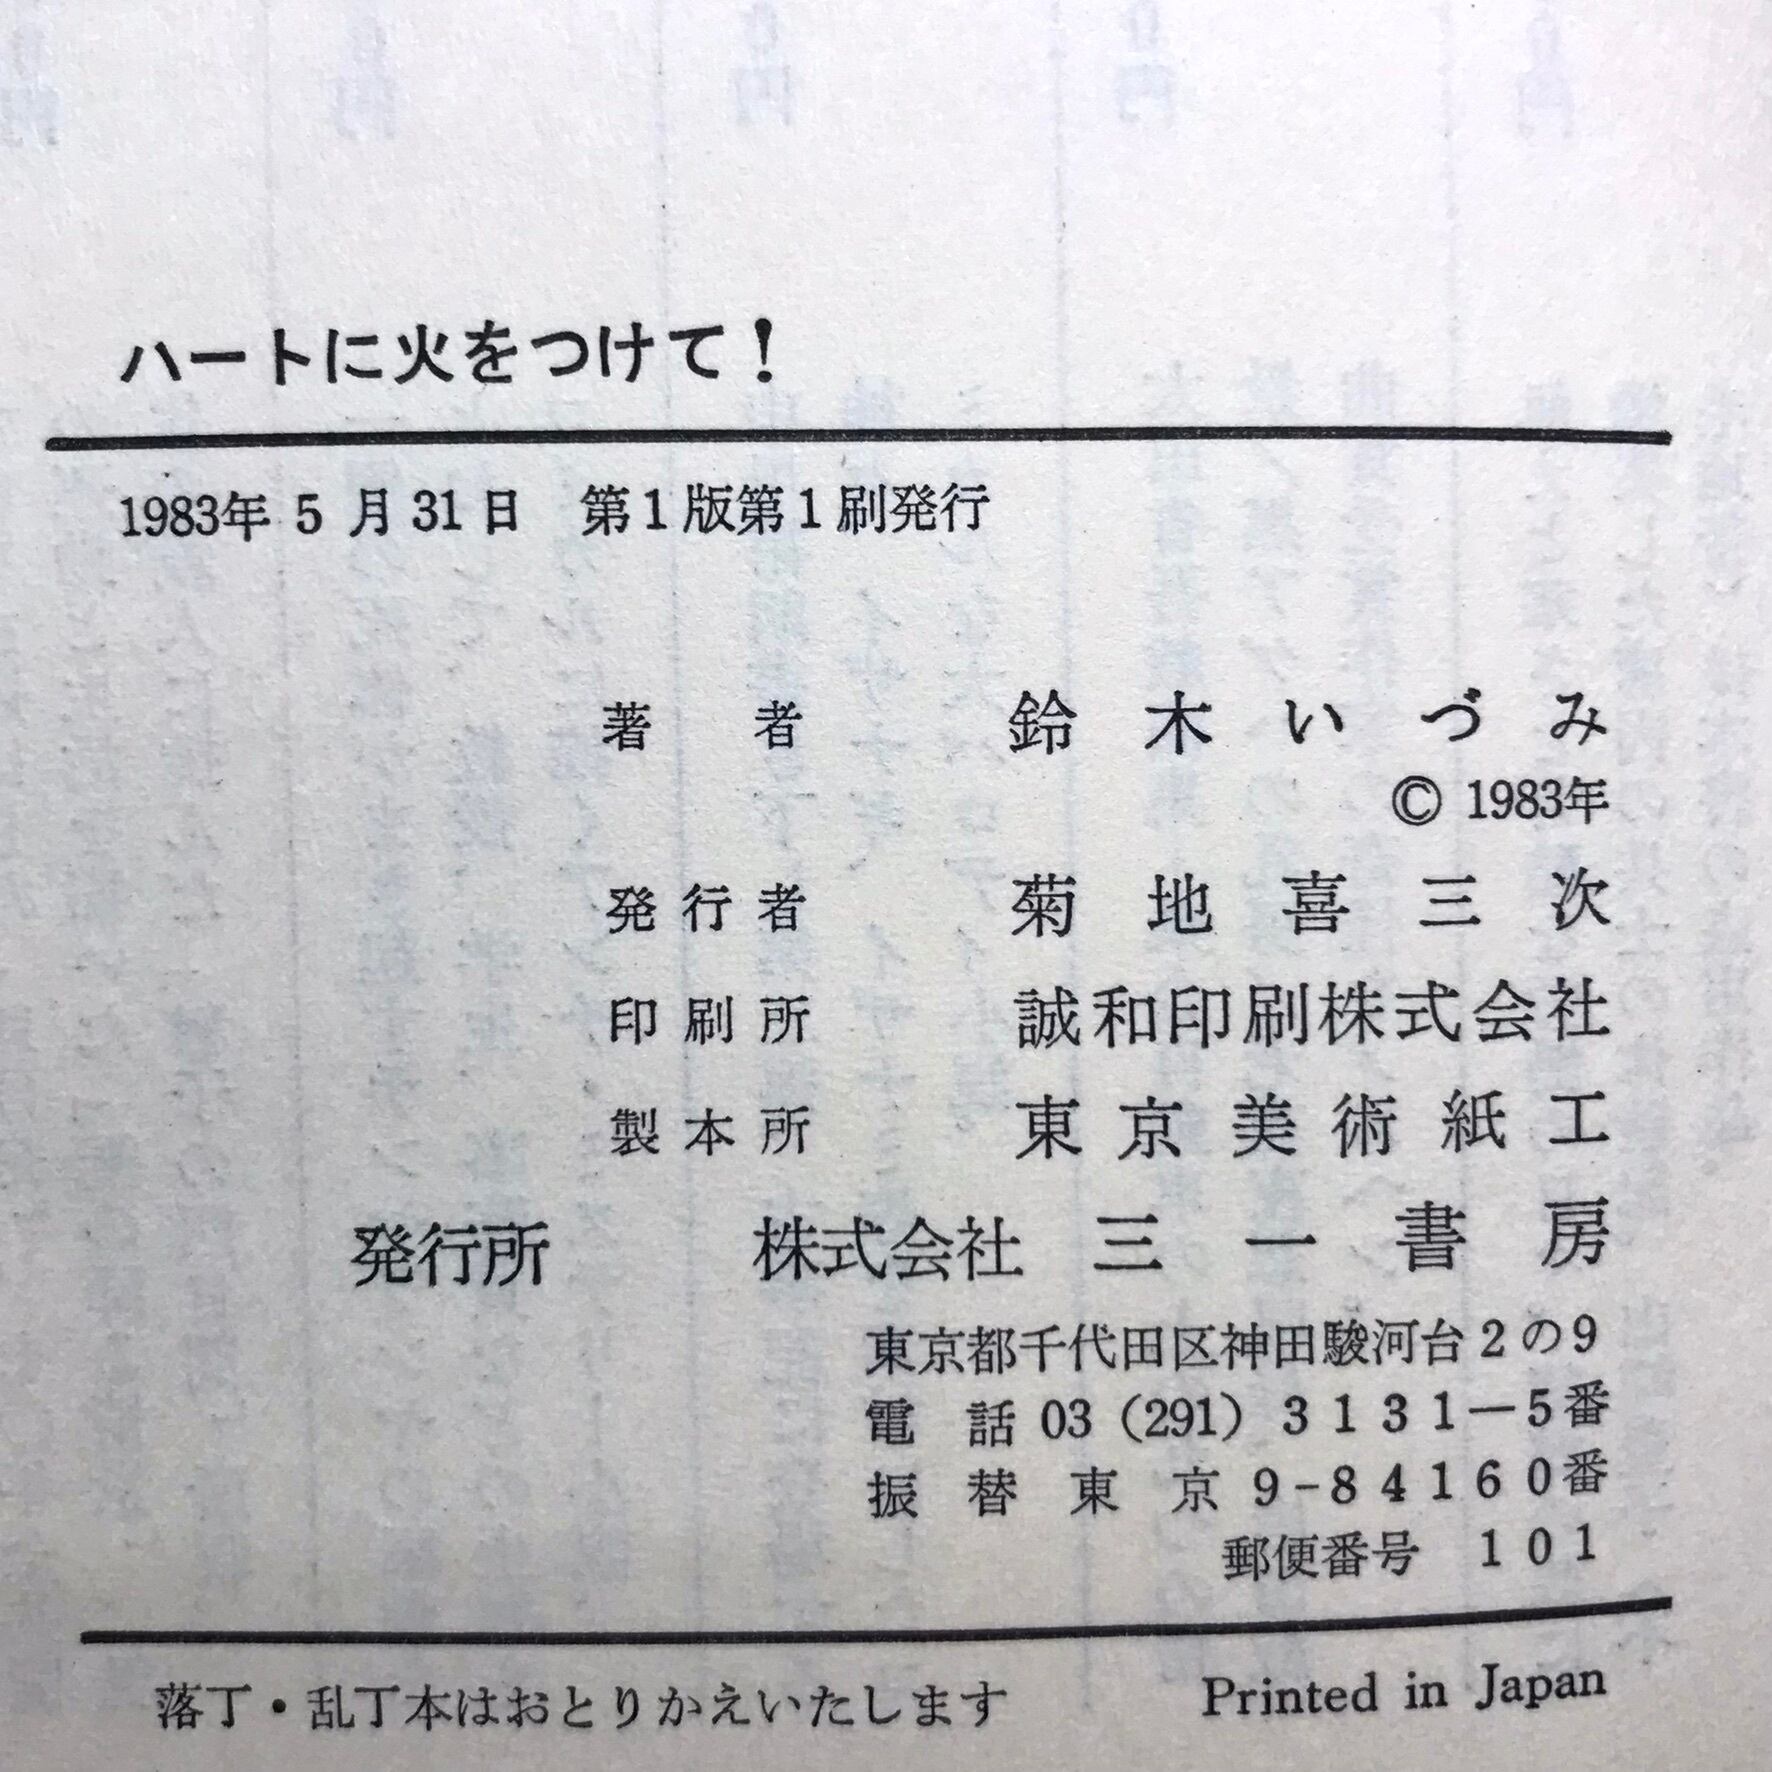 ハートに火をつけて！
1983年 5 月 31 日　第 1 版第 1 刷発行
著者　鈴木いづみ
© 1983年
発行者　菊地喜三次
印刷所　誠和印刷株式会社
製本所　東京美術紙工
発行所　株式会社 三一書房
東京都千代田区神田駿河台 2 の 9
電話 03（291）3131—5番
振替東京 9-84160番
郵便番号 101
落丁・乱丁本はおとりかえいたします　Printed in Japan